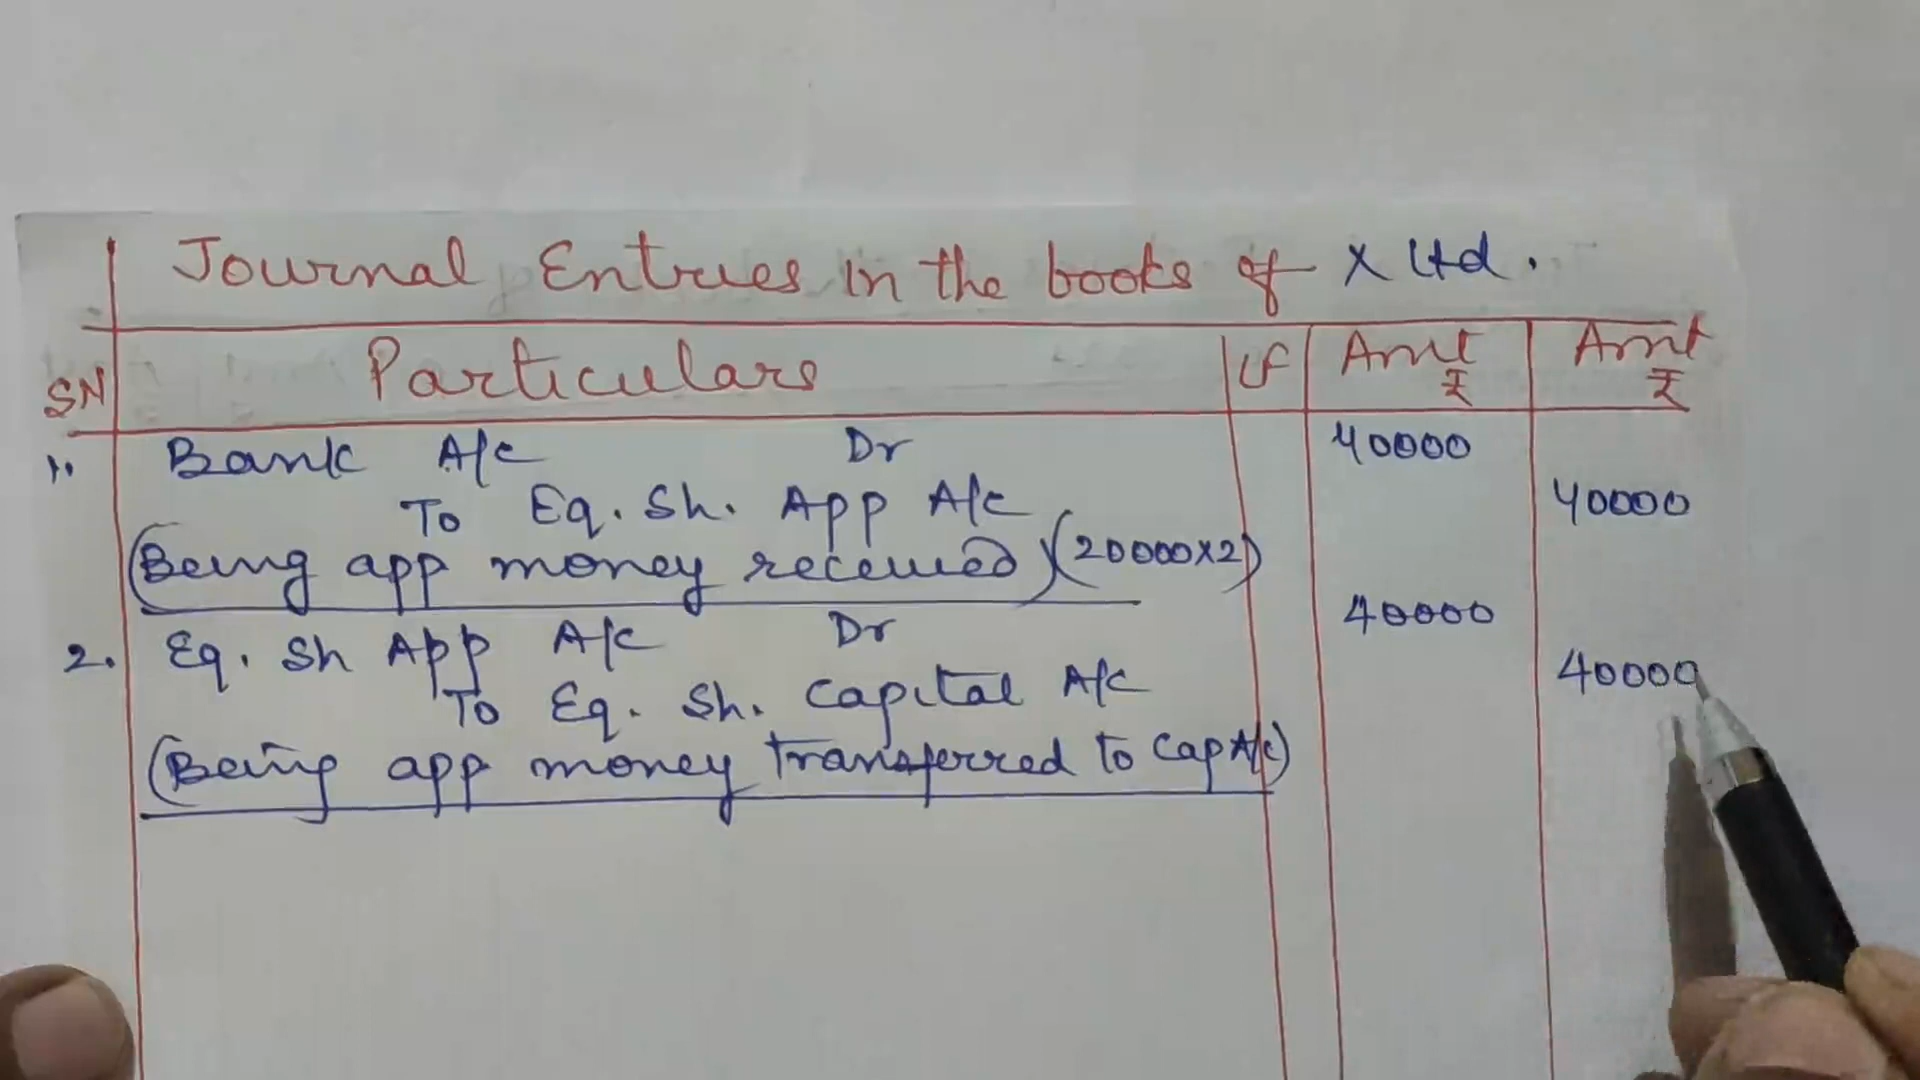 Journal Entries in the books of X Ltd.
SN Particulars LF Amt ₹ Amt ₹
1. Bank A/c Dr 40000
To Eq. Sh. App A/c 40000
(Being app money received) (20000x2)
2. Eq. Sh App A/c Dr 40000
To Eq. Sh. Capital A/c 40000
(Being app money transferred to Cap A/c)